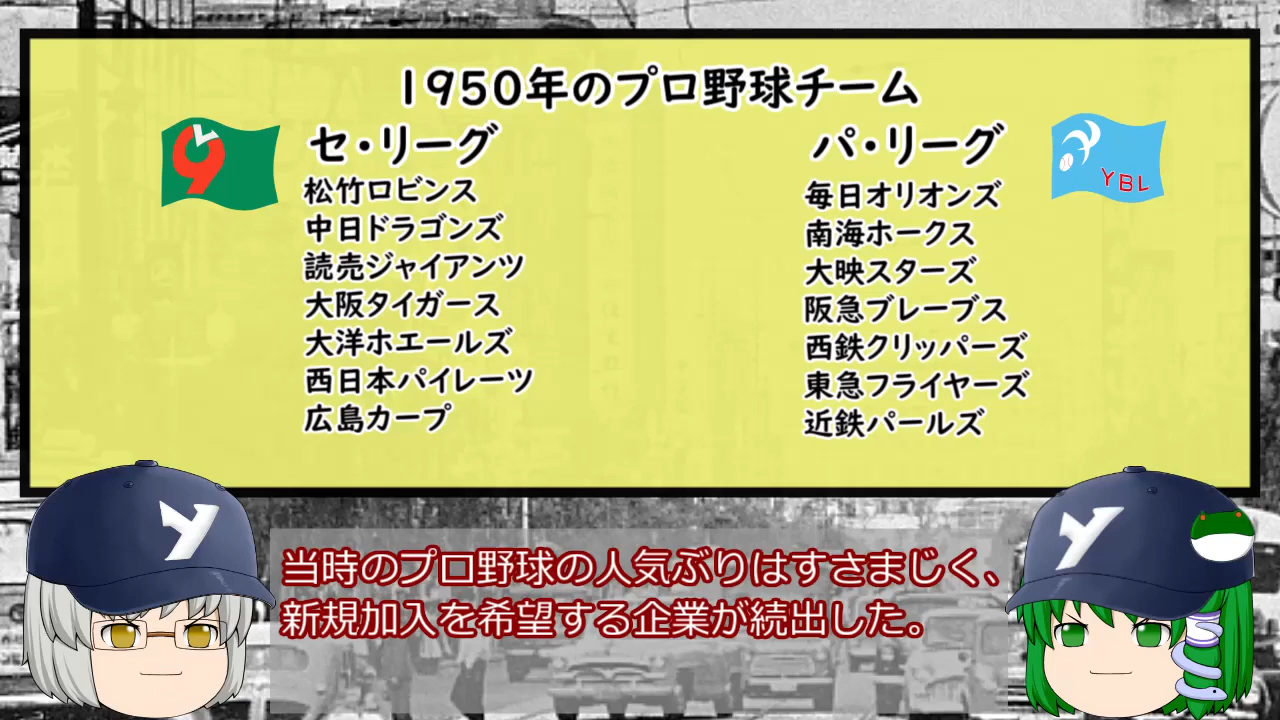 1950年のプロ野球チーム
セ・リーグ
松竹ロビンス
中日ドラゴンズ
読売ジャイアンツ
大阪タイガース
大洋ホエールズ
西日本パイレーツ
広島カープ
パ・リーグ
YBL
毎日オリオンズ
南海ホークス
大映スターズ
阪急ブレーブス
西鉄クリッパーズ
東急フライヤーズ
近鉄パールズ
Y
Y
当時のプロ野球の人気ぶりはすさまじく、
新規加入を希望する企業が続出した。